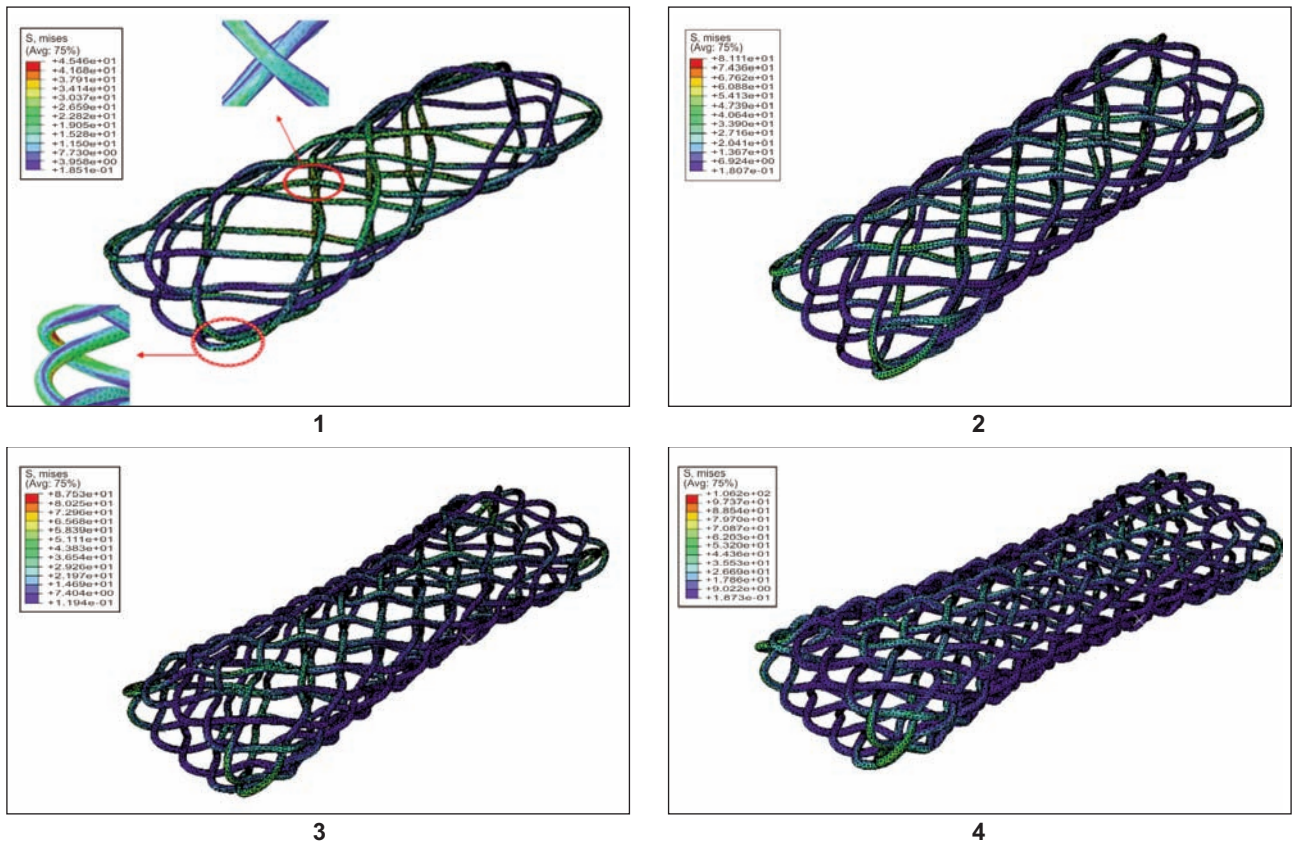 S, mises
(Avg: 75%)
+4.546e+01
+4.168e+01
+3.791e+01
+3.414e+01
+3.037e+01
+2.659e+01
+2.282e+01
+1.905e+01
+1.528e+01
+1.150e+01
+7.730e+00
+3.958e+00
+1.851e-01
1
S, mises
(Avg: 75%)
+8.111e+01
+7.436e+01
+6.762e+01
+6.088e+01
+5.413e+01
+4.739e+01
+4.064e+01
+3.390e+01
+2.716e+01
+2.041e+01
+1.367e+01
+6.924e+00
+1.807e-01
2
S, mises
(Avg: 75%)
+8.753e+01
+8.025e+01
+7.296e+01
+6.568e+01
+5.839e+01
+5.111e+01
+4.383e+01
+3.654e+01
+2.926e+01
+2.197e+01
+1.469e+01
+7.404e+00
+1.194e-01
3
S, mises
(Avg: 75%)
+1.062e+02
+9.737e+01
+8.854e+01
+7.970e+01
+7.087e+01
+6.203e+01
+5.320e+01
+4.436e+01
+3.553e+01
+2.669e+01
+1.786e+01
+9.022e+00
+1.873e-01
4